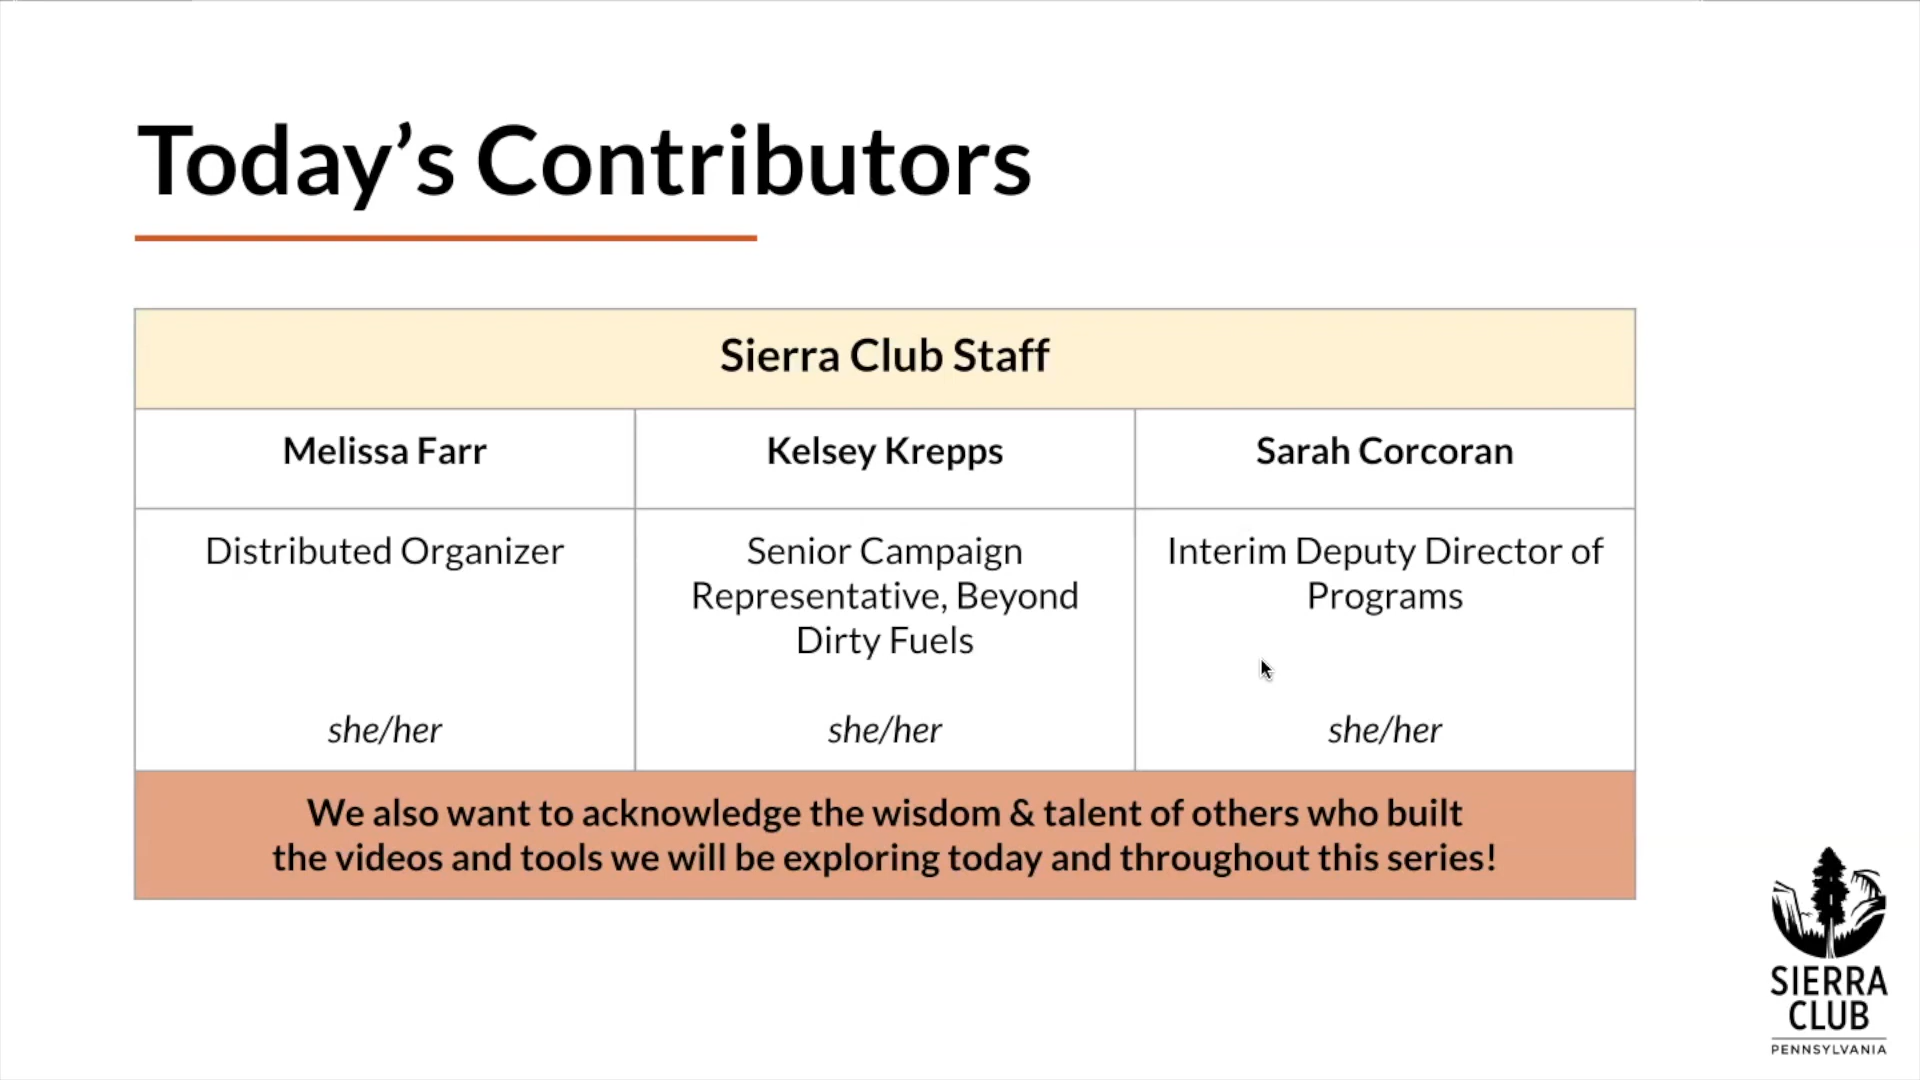 Today’s Contributors
Sierra Club Staff
Melissa Farr
Kelsey Krepps
Sarah Corcoran
Distributed Organizer
she/her
Senior Campaign
Representative, Beyond
Dirty Fuels
she/her
Interim Deputy Director of
Programs
she/her
We also want to acknowledge the wisdom & talent of others who built
the videos and tools we will be exploring today and throughout this series!
SIERRA
CLUB
PENNSYLVANIA